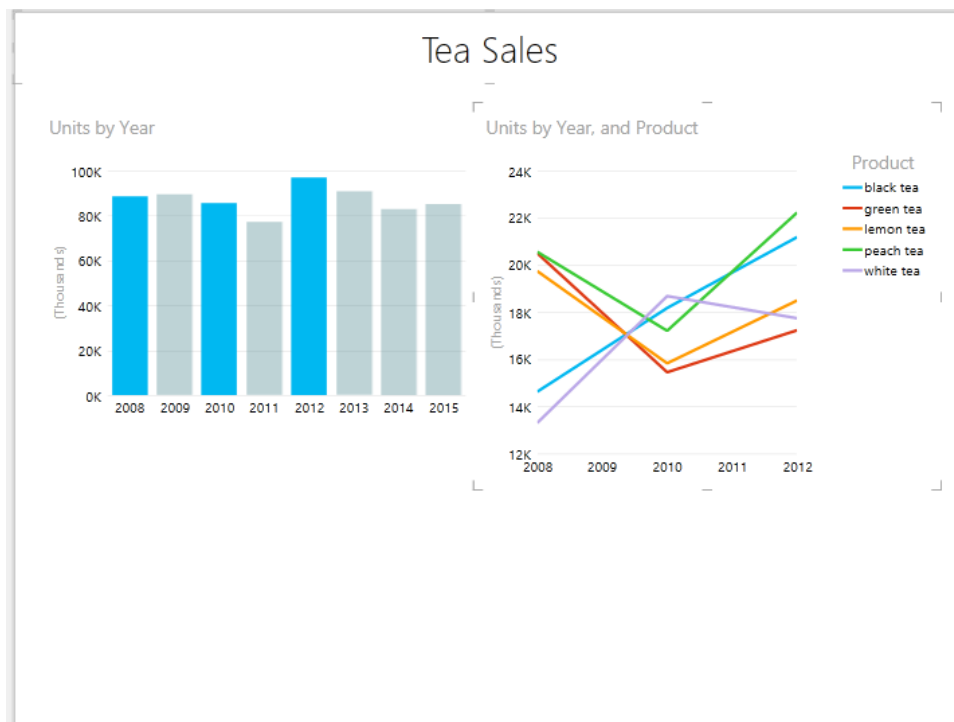 Tea Sales
Units by Year
(Thousands)
100K
80K
60K
40K
20K
0K
2008 2009 2010 2011 2012 2013 2014 2015
Units by Year, and Product
(Thousands)
24K
22K
20K
18K
16K
14K
12K
2008 2009 2010 2011 2012
Product
black tea
green tea
lemon tea
peach tea
white tea